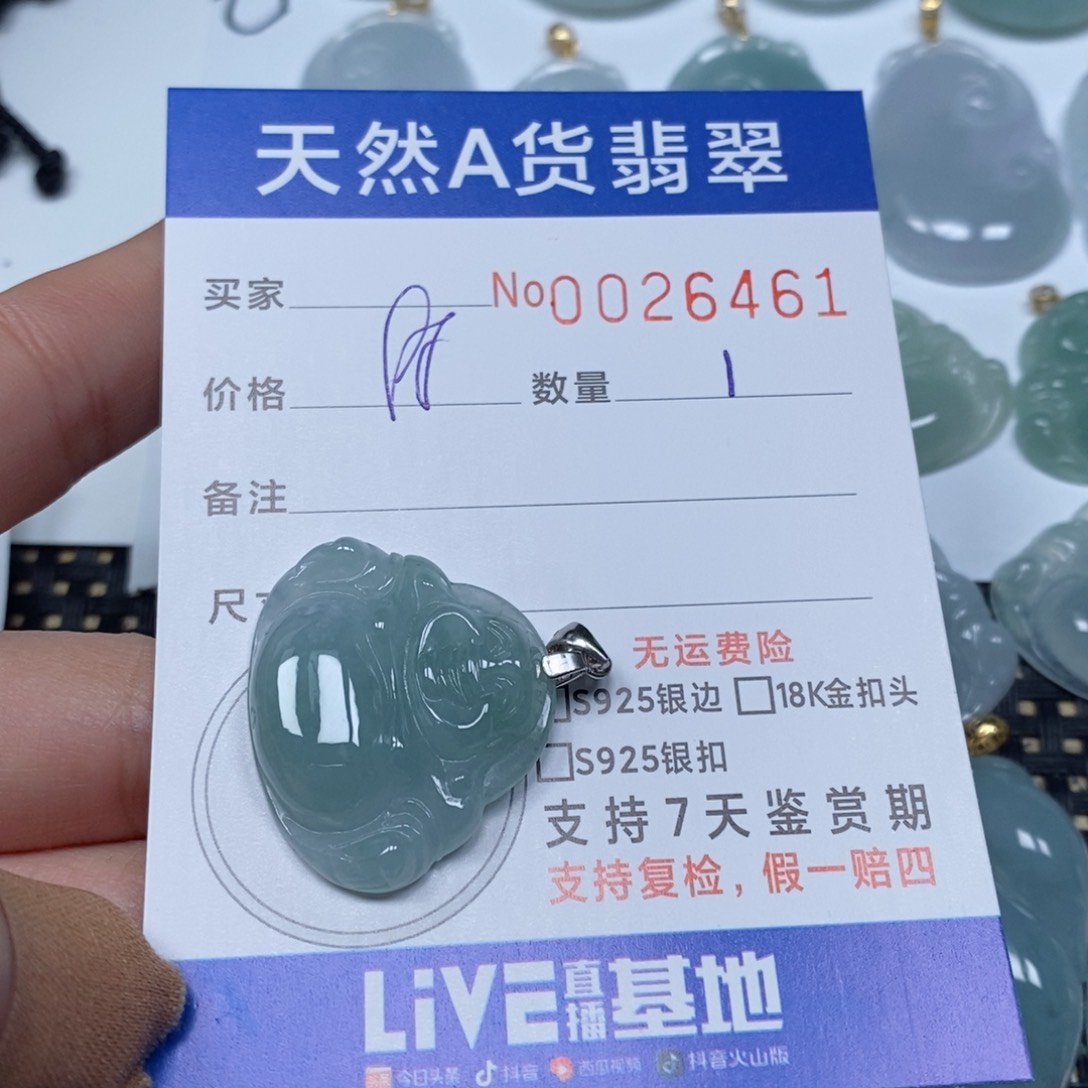 天然A货翡翠
买家 No 0026461
价格 数量 1
备注
尺
无运费险
S925银边 18K金扣头
S925银扣
支持7天鉴赏期
支持复检，假一赔四
LiVE直播基地
今日头条 抖音 西瓜视频 抖音火山版